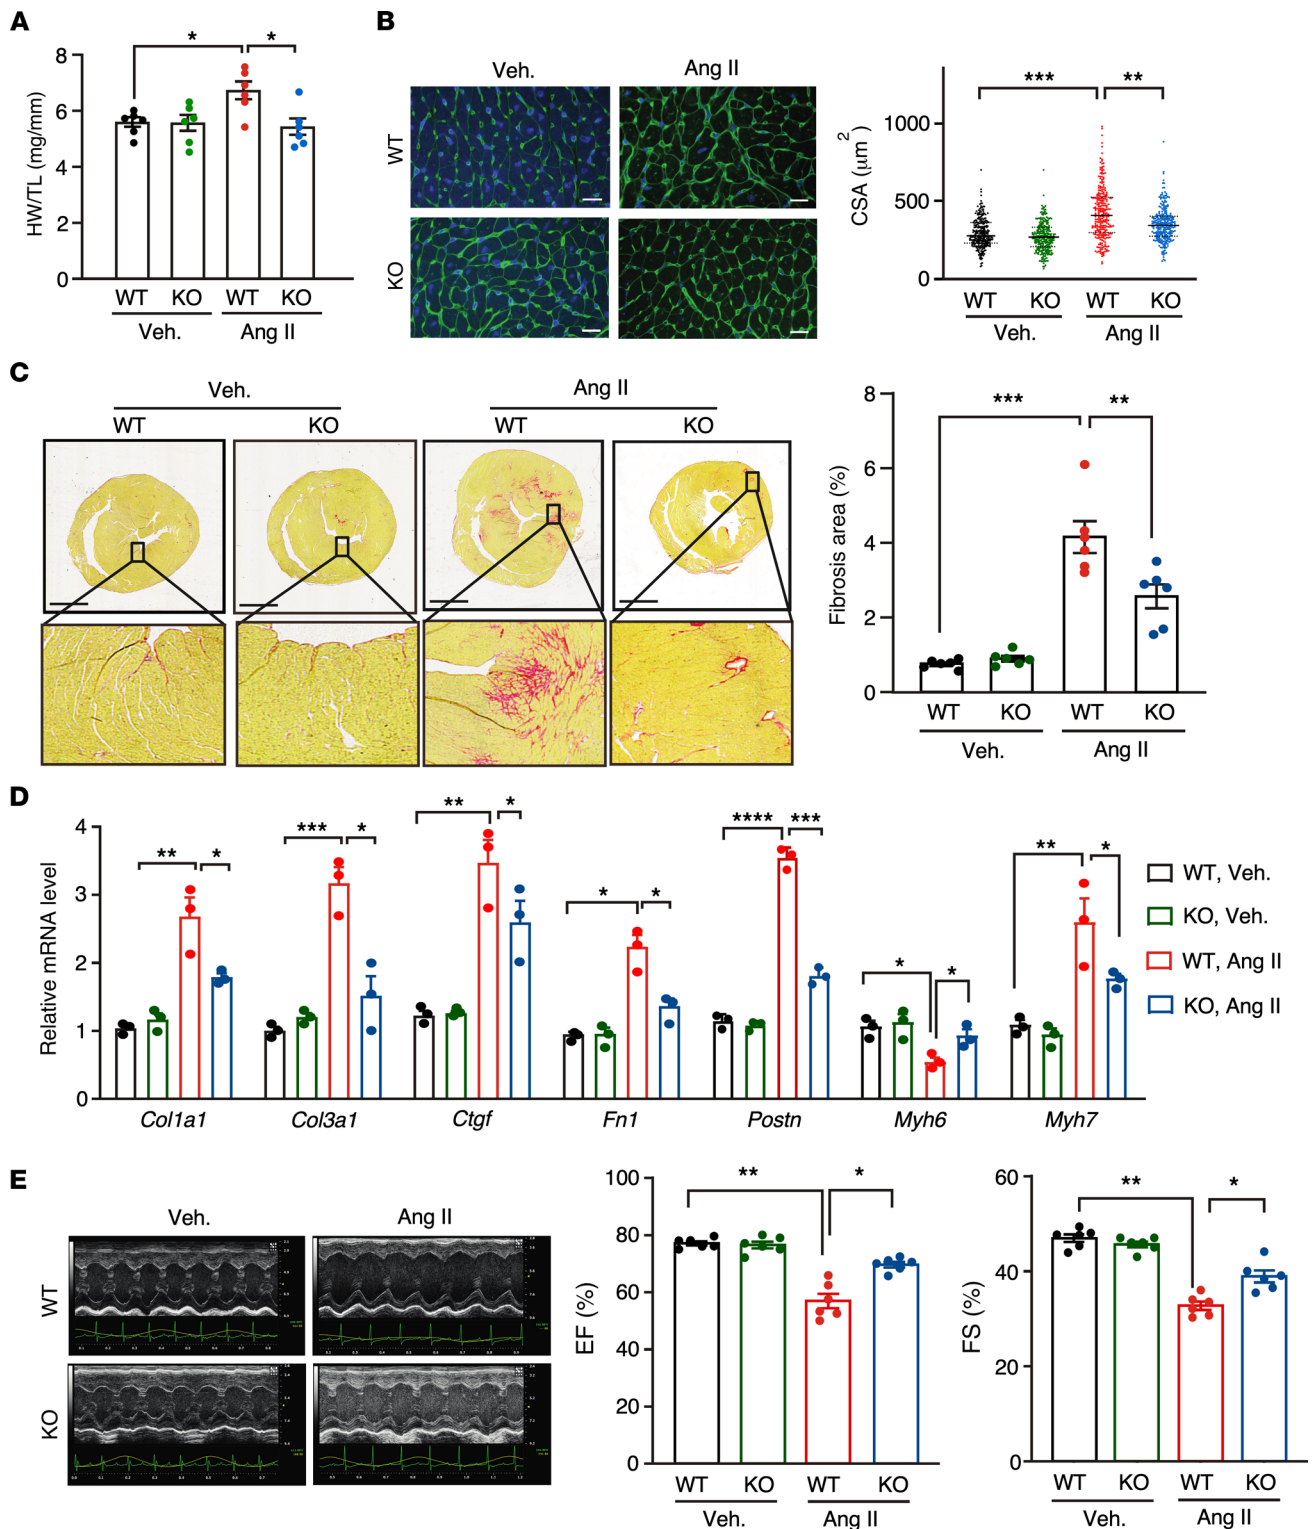 A
HW/TL (mg/mm)
8
6
4
2
0
* *
WT KO WT KO
Veh. Ang II
B
Veh. Ang II
WT
KO
CSA (µm²)
1000
500
0
*** **
WT KO WT KO
Veh. Ang II
C
Veh. Ang II
WT KO WT KO
Fibrosis area (%)
8
6
4
2
0
*** **
WT KO WT KO
Veh. Ang II
D
Relative mRNA level
4
3
2
1
0
** * *** * ** * * * **** *** * * ** *
Col1a1 Col3a1 Ctgf Fn1 Postn Myh6 Myh7
WT, Veh.
KO, Veh.
WT, Ang II
KO, Ang II
E
Veh. Ang II
WT
KO
EF (%)
100
80
60
40
20
0
** *
WT KO WT KO
Veh. Ang II
FS (%)
60
40
20
0
** *
WT KO WT KO
Veh. Ang II